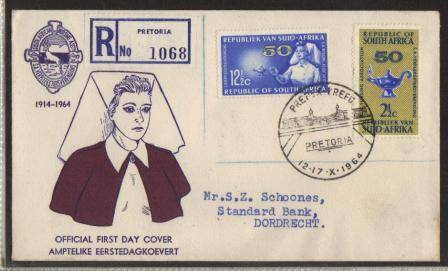 1914-1964
R
PRETORIA
No 1068
REPUBLIEK VAN SUID-AFRIKA
50
12½c
REPUBLIC OF SOUTH AFRICA
REPUBLIC OF
SOUTH AFRICA
50
2½c
REPUBLIEK VAN
SUID-AFRIKA
PRETORIA
12-17-X-1964
Mr.S.Z. Schoones,
Standard Bank,
DORDRECHT.
OFFICIAL FIRST DAY COVER
AMPTELIKE EERSTEDAGKOEVERT